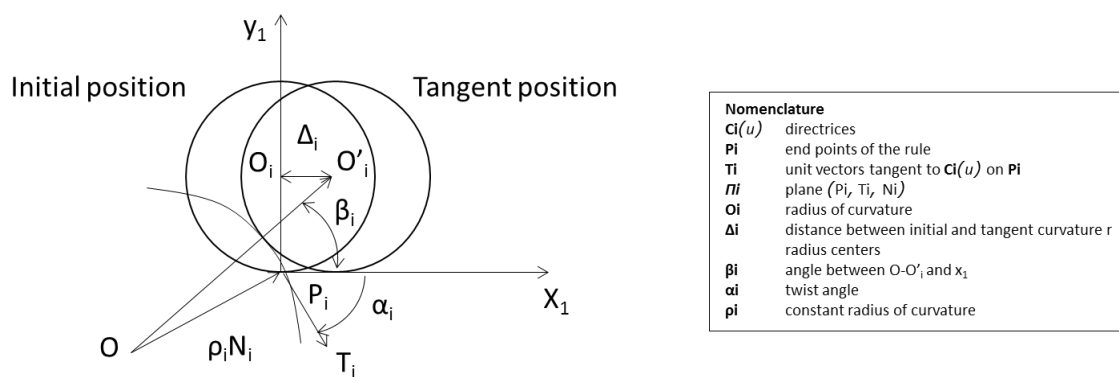 y₁
Initial position
Tangent position
Δᵢ
Oᵢ
O'ᵢ
βᵢ
Pᵢ
αᵢ
X₁
O
ρᵢNᵢ
Tᵢ
Nomenclature
Ci(u) directrices
Pi end points of the rule
Ti unit vectors tangent to Ci(u) on Pi
Πi plane (Pi, Ti, Ni)
Oi radius of curvature
Δi distance between initial and tangent curvature r
radius centers
βi angle between O-O'ᵢ and x₁
αi twist angle
ρi constant radius of curvature